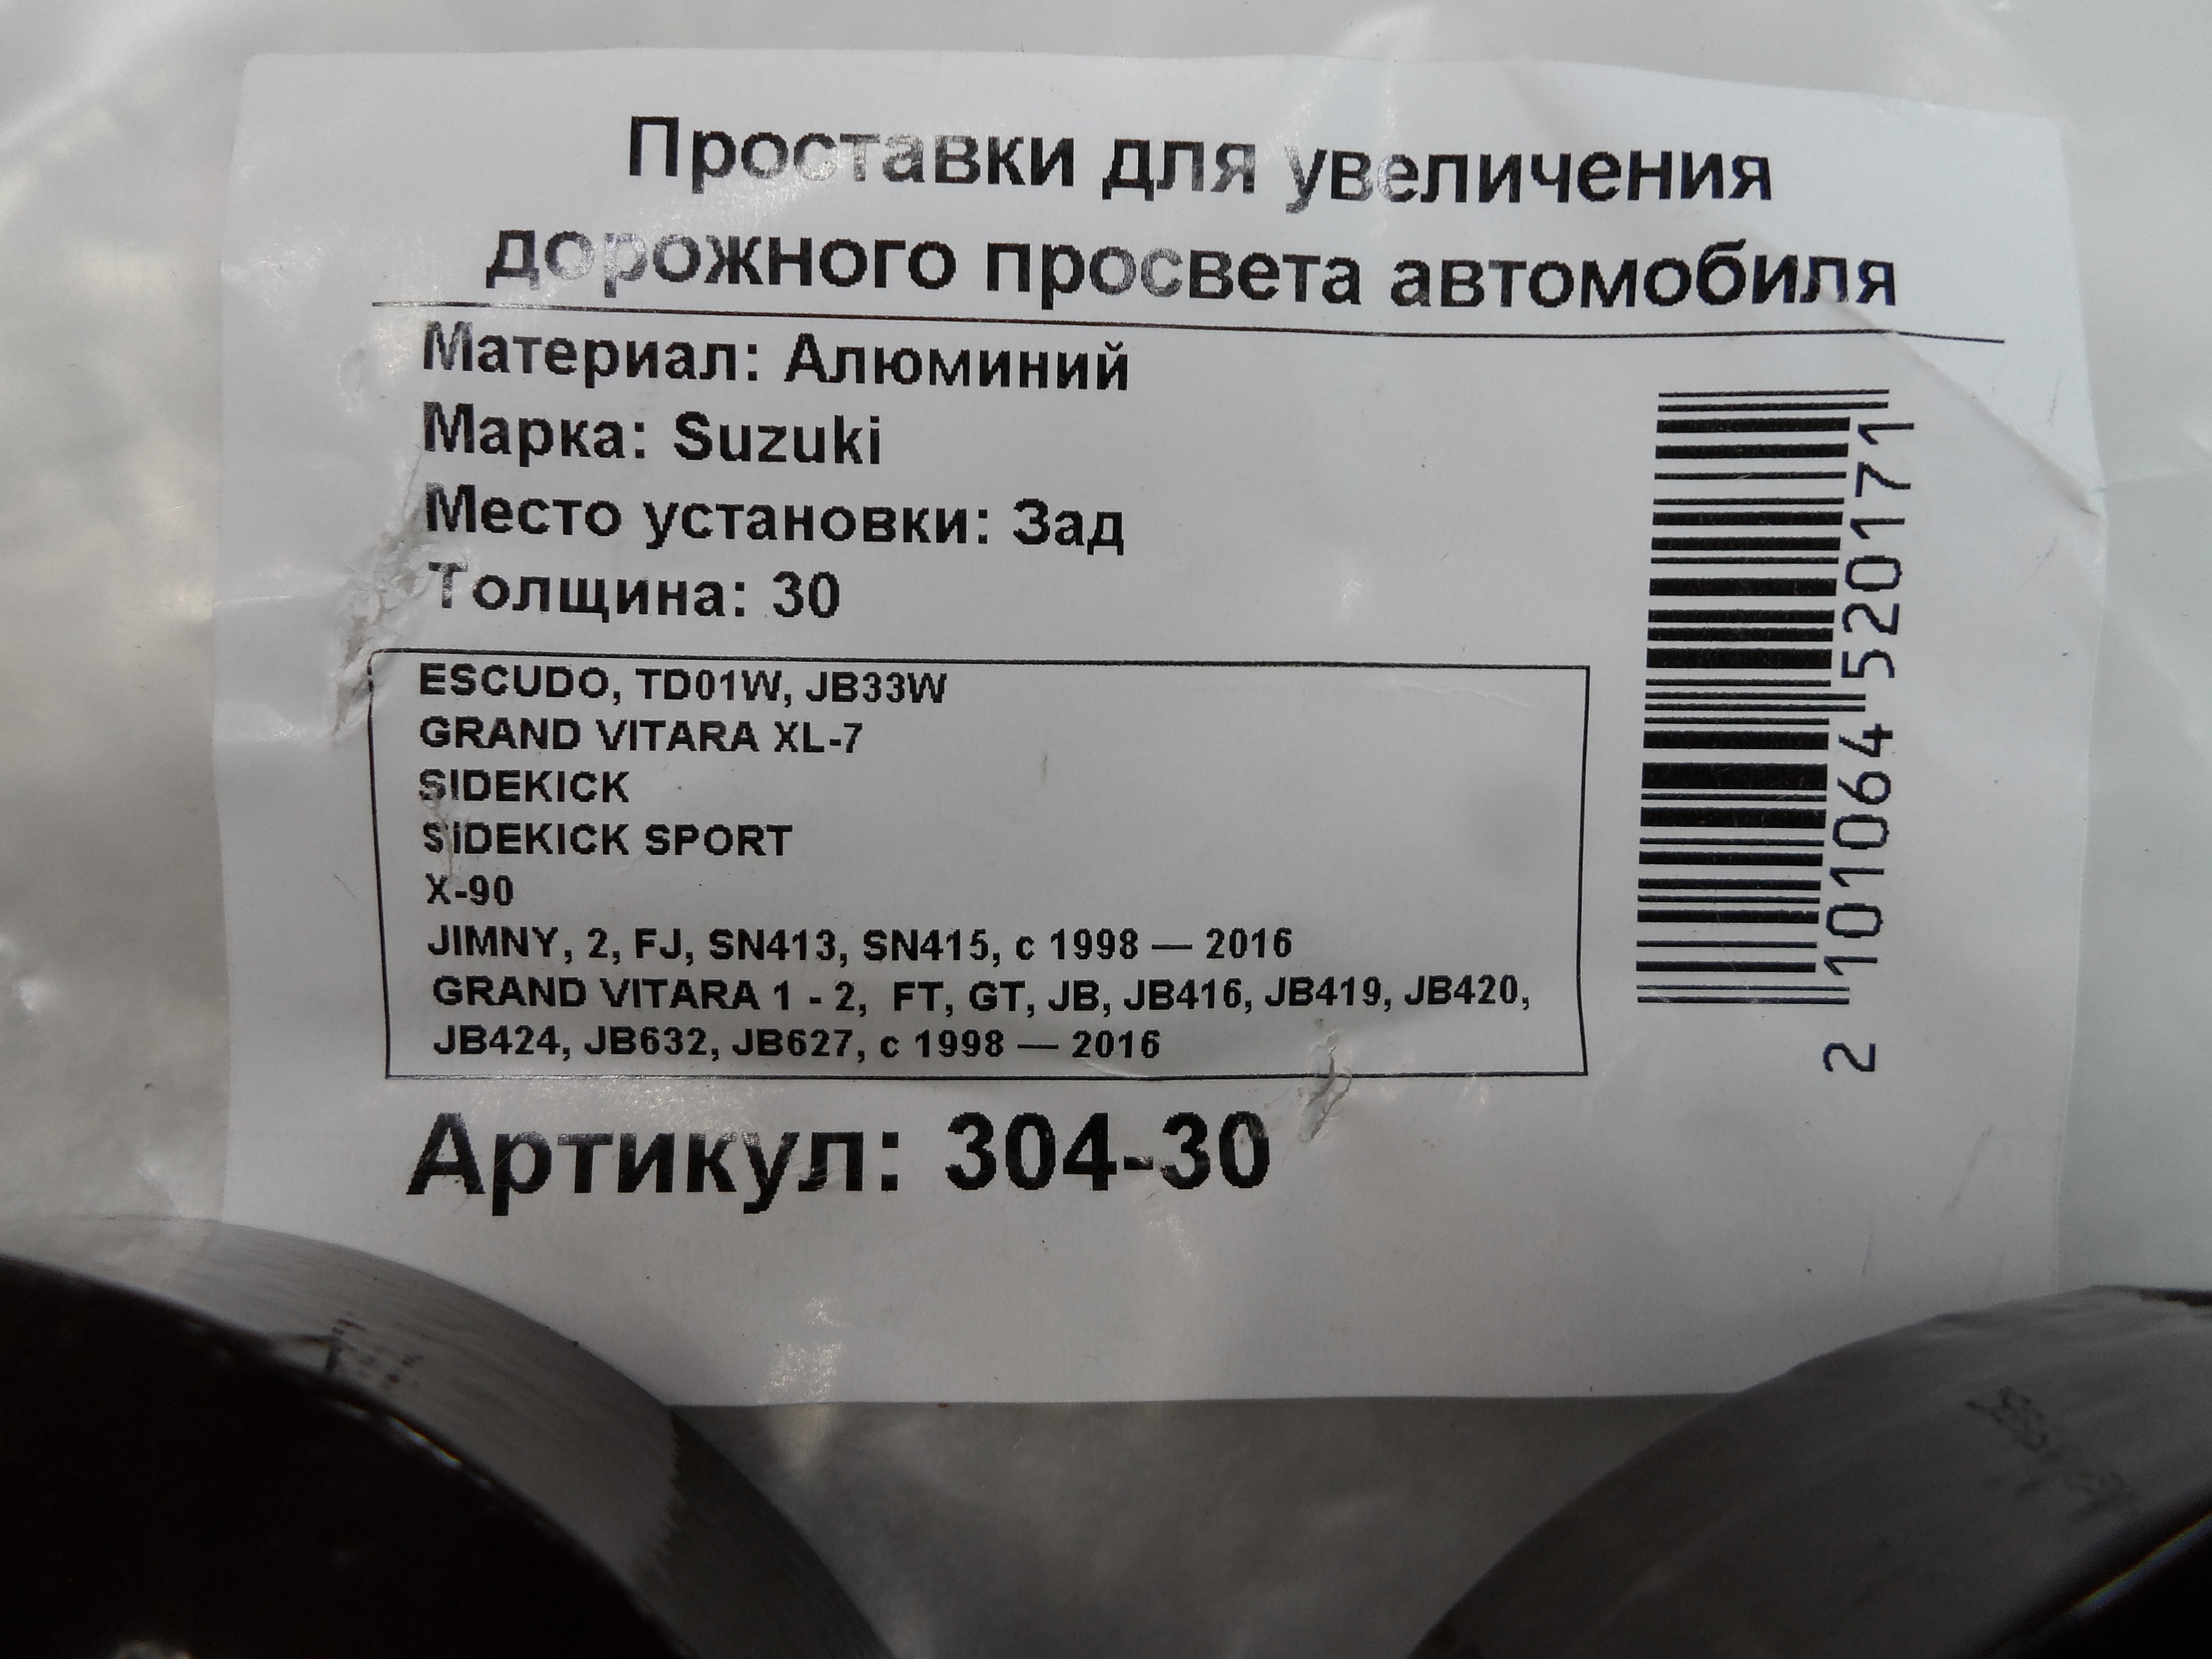 Проставки для увеличения
дорожного просвета автомобиля
Материал: Алюминий
Марка: Suzuki
Место установки: Зад
Толщина: 30
ESCUDO, TD01W, JB33W
GRAND VITARA XL-7
SIDEKICK
SIDEKICK SPORT
X-90
JIMNY, 2, FJ, SN413, SN415, с 1998 — 2016
GRAND VITARA 1 - 2, FT, GT, JB, JB416, JB419, JB420,
JB424, JB632, JB627, с 1998 — 2016
Артикул: 304-30
2 101064 520171